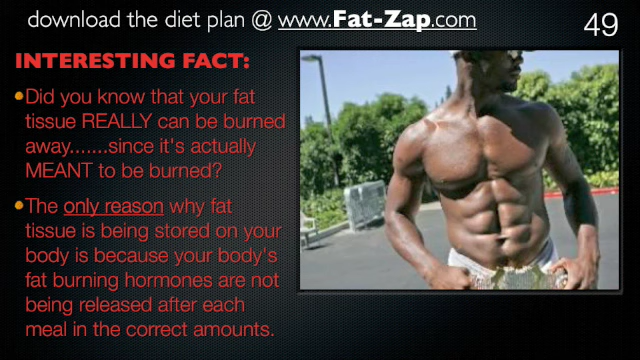 download the diet plan @ www.Fat-Zap.com
49
INTERESTING FACT:
•Did you know that your fat
tissue REALLY can be burned
away.......since it's actually
MEANT to be burned?
•The only reason why fat
tissue is being stored on your
body is because your body's
fat burning hormones are not
being released after each
meal in the correct amounts.